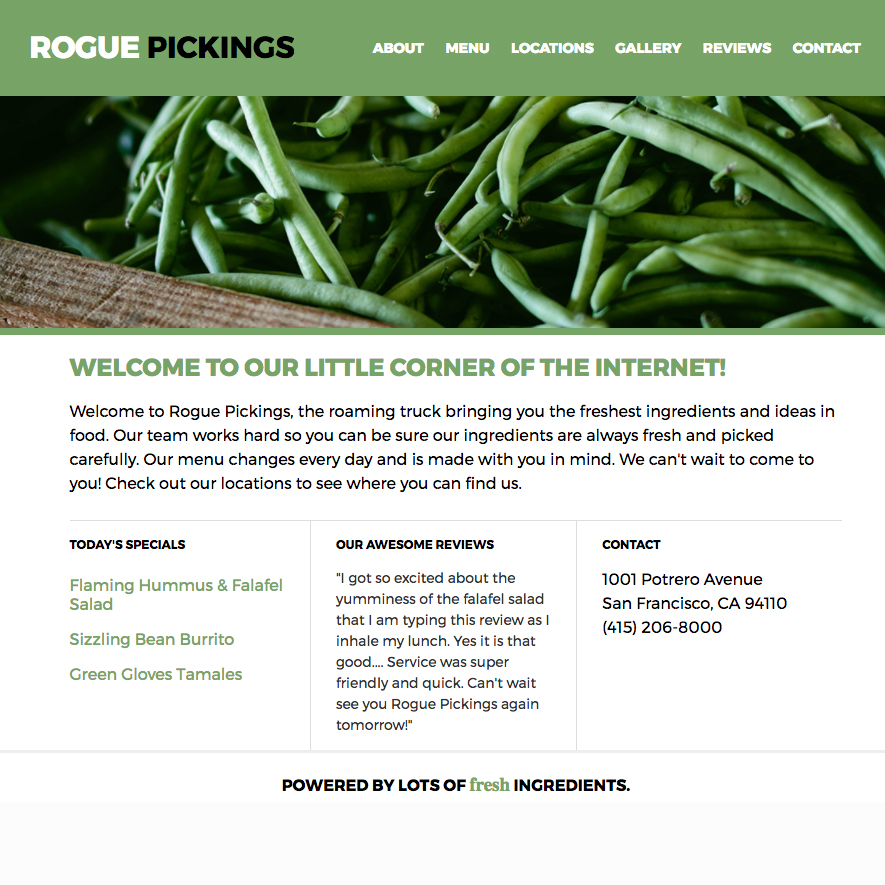 ROGUE PICKINGS
ABOUT MENU LOCATIONS GALLERY REVIEWS CONTACT
WELCOME TO OUR LITTLE CORNER OF THE INTERNET!
Welcome to Rogue Pickings, the roaming truck bringing you the freshest ingredients and ideas in
food. Our team works hard so you can be sure our ingredients are always fresh and picked
carefully. Our menu changes every day and is made with you in mind. We can't wait to come to
you! Check out our locations to see where you can find us.
TODAY'S SPECIALS
Flaming Hummus & Falafel
Salad
Sizzling Bean Burrito
Green Gloves Tamales
OUR AWESOME REVIEWS
"I got so excited about the
yumminess of the falafel salad
that I am typing this review as I
inhale my lunch. Yes it is that
good.... Service was super
friendly and quick. Can't wait
see you Rogue Pickings again
tomorrow!"
CONTACT
1001 Potrero Avenue
San Francisco, CA 94110
(415) 206-8000
POWERED BY LOTS OF fresh INGREDIENTS.